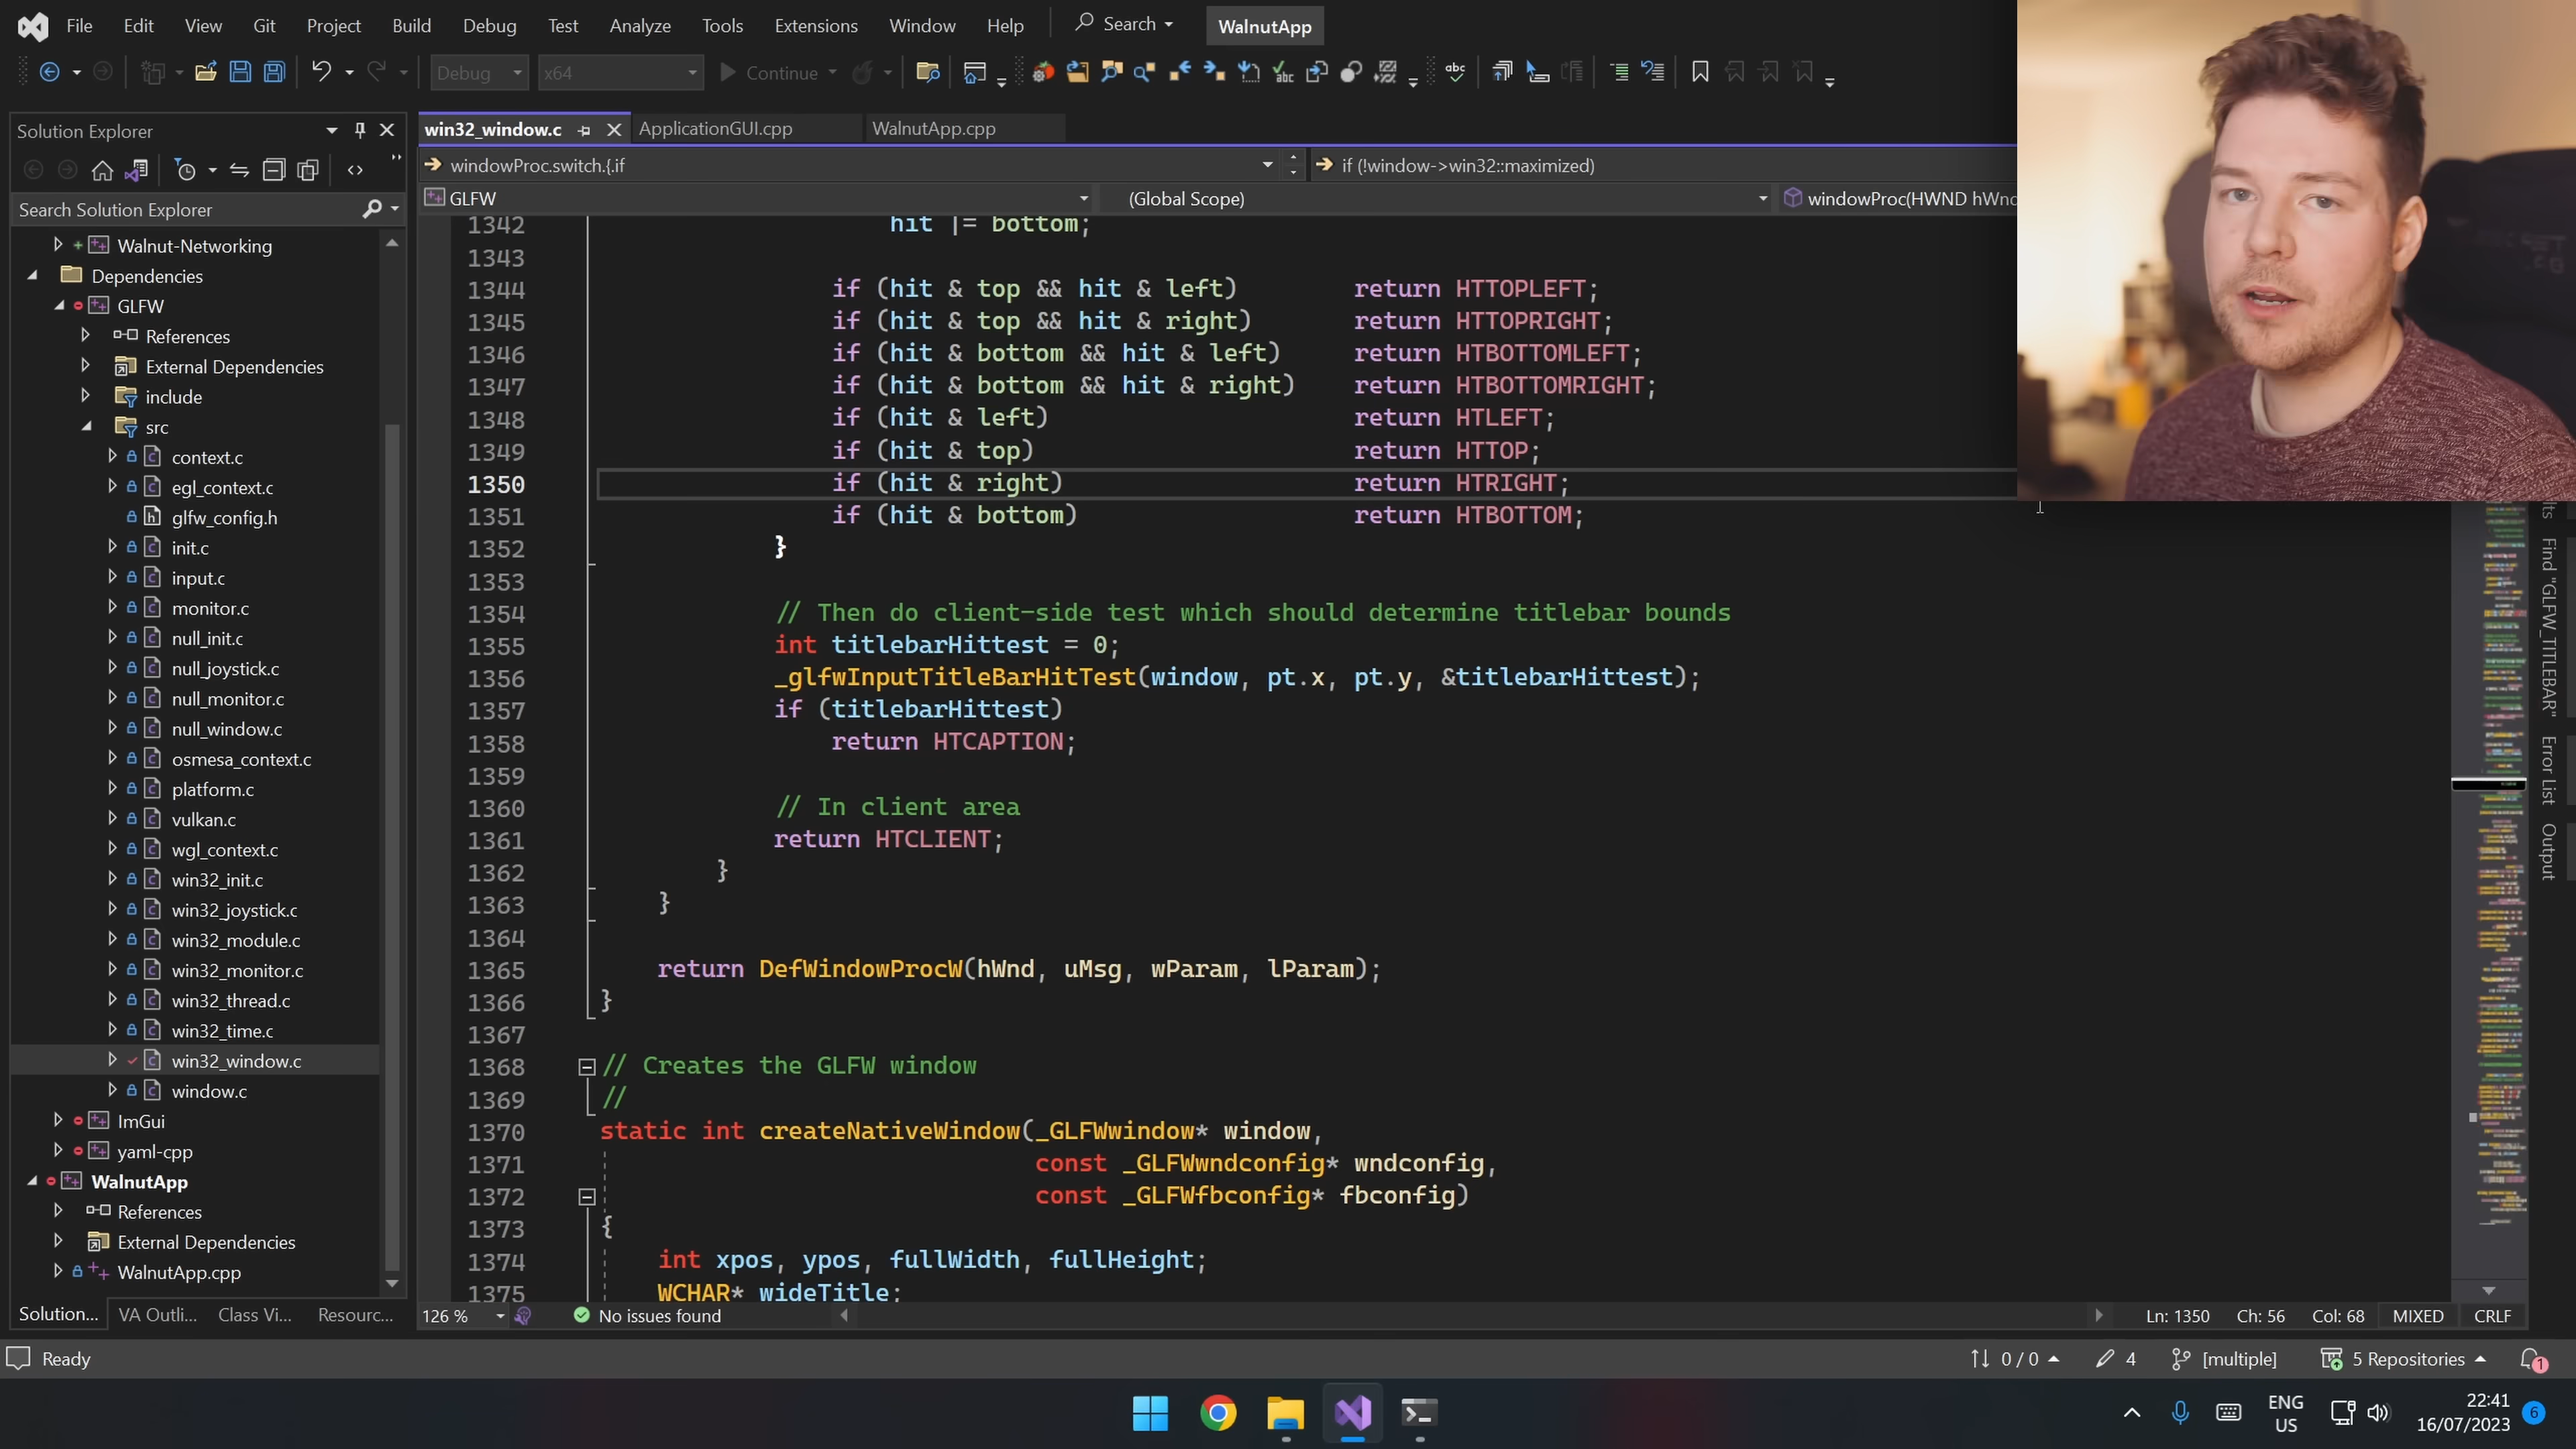 File Edit View Git Project Build Debug Test Analyze Tools Extensions Window Help Search WalnutApp
Debug x64 Continue
Solution Explorer
Search Solution Explorer
Walnut-Networking
Dependencies
GLFW
References
External Dependencies
include
src
context.c
egl_context.c
glfw_config.h
init.c
input.c
monitor.c
null_init.c
null_joystick.c
null_monitor.c
null_window.c
osmesa_context.c
platform.c
vulkan.c
wgl_context.c
win32_init.c
win32_joystick.c
win32_module.c
win32_monitor.c
win32_thread.c
win32_time.c
win32_window.c
window.c
ImGui
yaml-cpp
WalnutApp
References
External Dependencies
WalnutApp.cpp
Solution... VA Outli... Class Vi... Resourc...
win32_window.c ApplicationGUI.cpp WalnutApp.cpp
windowProc.switch.{.if if (!window->win32::maximized)
GLFW (Global Scope) windowProc(HWND hWnd
1342 hit |= bottom;
1343
1344 if (hit & top && hit & left) return HTTOPLEFT;
1345 if (hit & top && hit & right) return HTTOPRIGHT;
1346 if (hit & bottom && hit & left) return HTBOTTOMLEFT;
1347 if (hit & bottom && hit & right) return HTBOTTOMRIGHT;
1348 if (hit & left) return HTLEFT;
1349 if (hit & top) return HTTOP;
1350 if (hit & right) return HTRIGHT;
1351 if (hit & bottom) return HTBOTTOM;
1352 }
1353
1354 // Then do client-side test which should determine titlebar bounds
1355 int titlebarHittest = 0;
1356 _glfwInputTitleBarHitTest(window, pt.x, pt.y, &titlebarHittest);
1357 if (titlebarHittest)
1358 return HTCAPTION;
1359
1360 // In client area
1361 return HTCLIENT;
1362 }
1363 }
1364
1365 return DefWindowProcW(hWnd, uMsg, wParam, lParam);
1366 }
1367
1368 // Creates the GLFW window
1369 //
1370 static int createNativeWindow(_GLFWwindow* window,
1371 const _GLFWwndconfig* wndconfig,
1372 const _GLFWfbconfig* fbconfig)
1373 {
1374 int xpos, ypos, fullWidth, fullHeight;
1375 WCHAR* wideTitle;
Find "GLFW_TITLEBAR"
Error List
Output
126 % No issues found Ln: 1350 Ch: 56 Col: 68 MIXED CRLF
Ready 0 / 0 4 [multiple] 5 Repositories 1
ENG
US
22:41
16/07/2023
6